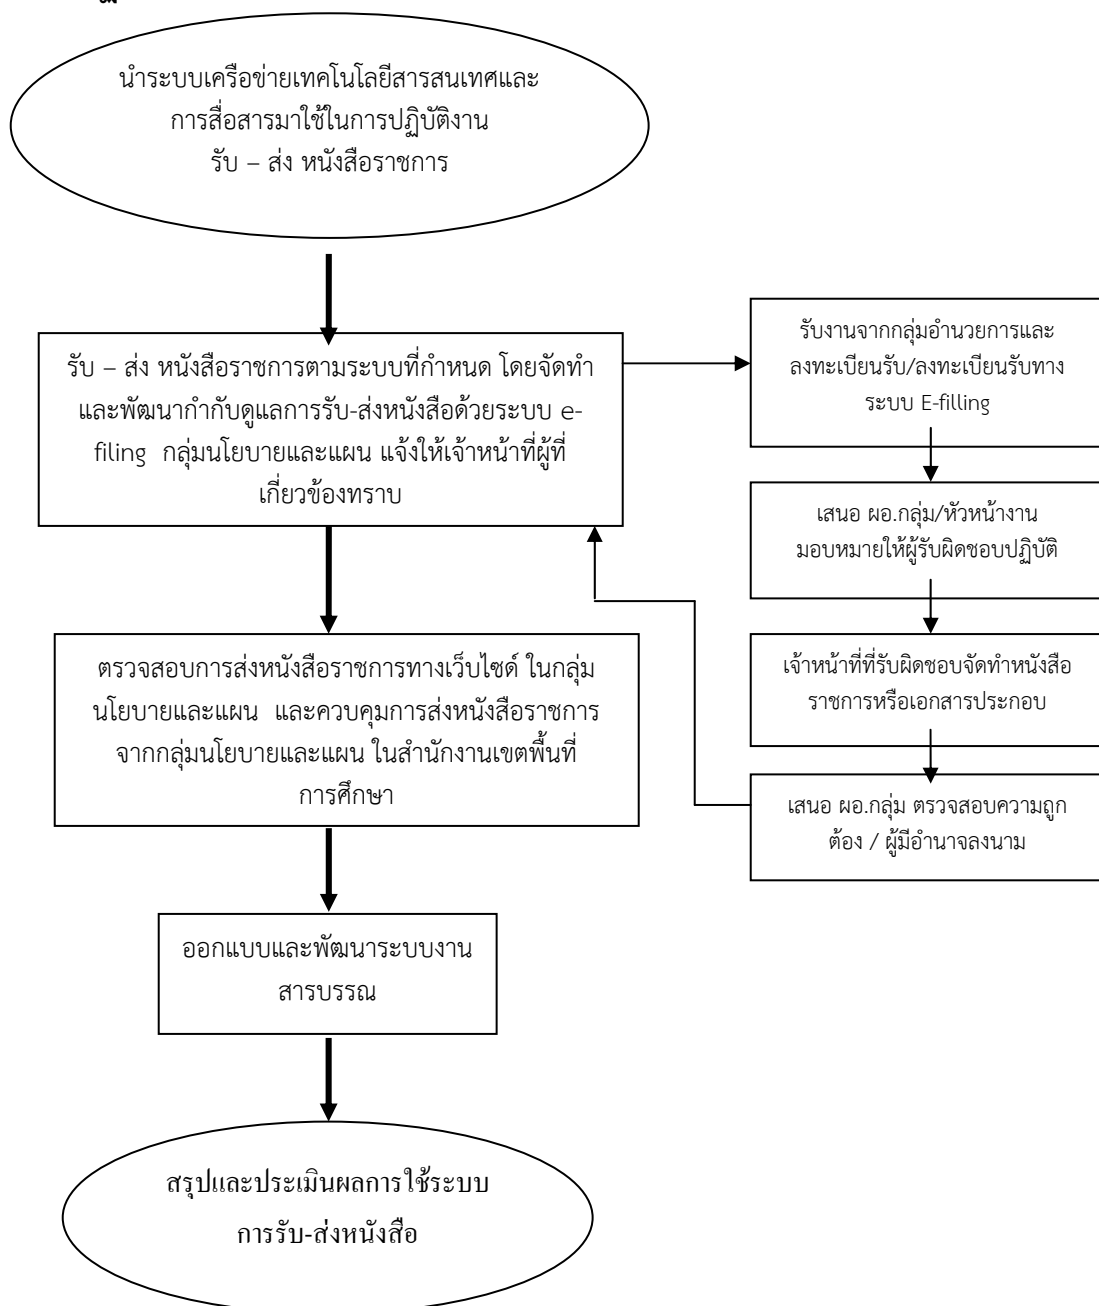 นำระบบเครือข่ายเทคโนโลยีสารสนเทศและ
การสื่อสารมาใช้ในการปฏิบัติงาน
รับ – ส่ง หนังสือราชการ
รับ – ส่ง หนังสือราชการตามระบบที่กำหนด โดยจัดทำ
และพัฒนากำกับดูแลการรับ-ส่งหนังสือด้วยระบบ e-
filing กลุ่มนโยบายและแผน แจ้งให้เจ้าหน้าที่ผู้ที่
เกี่ยวข้องทราบ
รับงานจากกลุ่มอำนวยการและ
ลงทะเบียนรับ/ลงทะเบียนรับทาง
ระบบ E-filling
เสนอ ผอ.กลุ่ม/หัวหน้างาน
มอบหมายให้ผู้รับผิดชอบปฏิบัติ
เจ้าหน้าที่ที่รับผิดชอบจัดทำหนังสือ
ราชการหรือเอกสารประกอบ
เสนอ ผอ.กลุ่ม ตรวจสอบความถูก
ต้อง / ผู้มีอำนาจลงนาม
ตรวจสอบการส่งหนังสือราชการทางเว็บไซด์ ในกลุ่ม
นโยบายและแผน และควบคุมการส่งหนังสือราชการ
จากกลุ่มนโยบายและแผน ในสำนักงานเขตพื้นที่
การศึกษา
ออกแบบและพัฒนาระบบงาน
สารบรรณ
สรุปและประเมินผลการใช้ระบบ
การรับ-ส่งหนังสือ